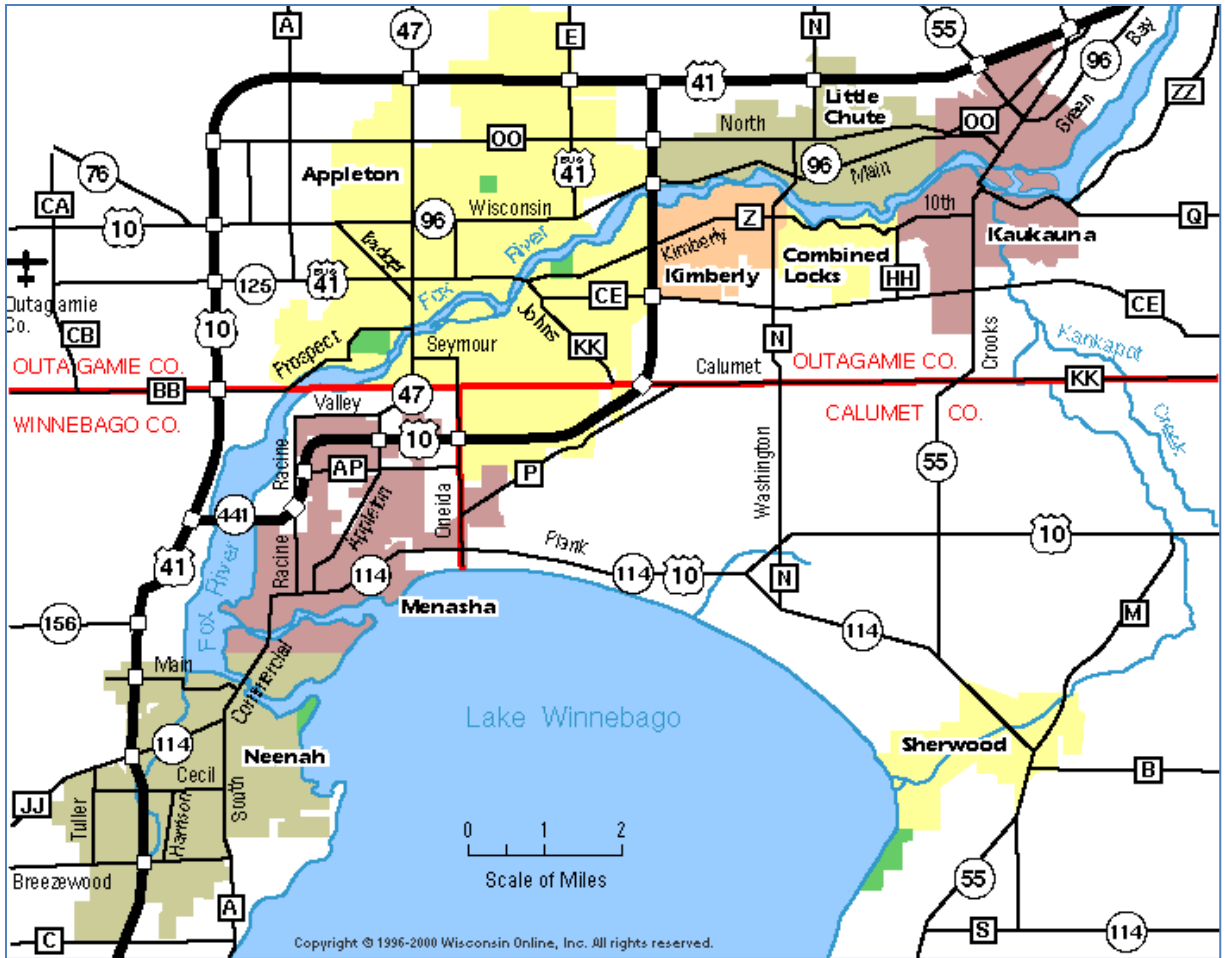 A
47
E
N
55
96
Bay
ZZ
41
Little
Chute
North
OO
OO
Green
Appleton
BUS
41
96
Main
76
CA
10
Wisconsin
96
Badger
Z
Kimberly
10th
Q
Kaukauna
River
Fox
Kimberly
Combined
Locks
HH
125
BUS
41
CE
CE
Outagamie
Co.
CB
10
Johns
KK
N
Crooks
Kankapot
Creek
Prospect
Seymour
Calumet
OUTAGAMIE CO.
OUTAGAMIE CO.
BB
KK
WINNEBAGO CO.
CALUMET CO.
Valley
47
10
Racine
AP
P
55
Appleton
Oneida
Washington
441
10
41
Fox River
Racine
114
Plank
114
10
N
156
Menasha
114
M
Main
Commercial
Lake Winnebago
114
Neenah
Sherwood
Cecil
B
JJ
Tuller
Harrison
South
0 1 2
Scale of Miles
Breezewood
A
55
C
S
114
Copyright © 1996-2000 Wisconsin Online, Inc. All rights reserved.